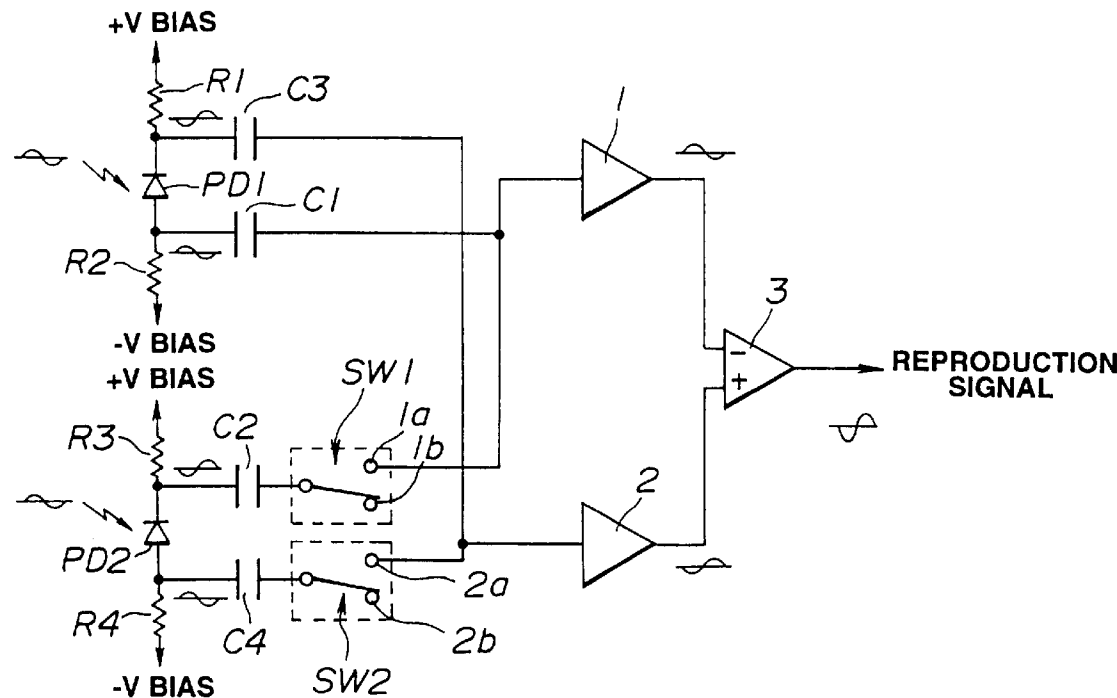 +V BIAS
R1
C3
1
PD1
C1
R2
-V BIAS
+V BIAS
3
-
+
REPRODUCTION
SIGNAL
SW1
1a
1b
R3
C2
2
PD2
2a
R4
C4
2b
SW2
-V BIAS